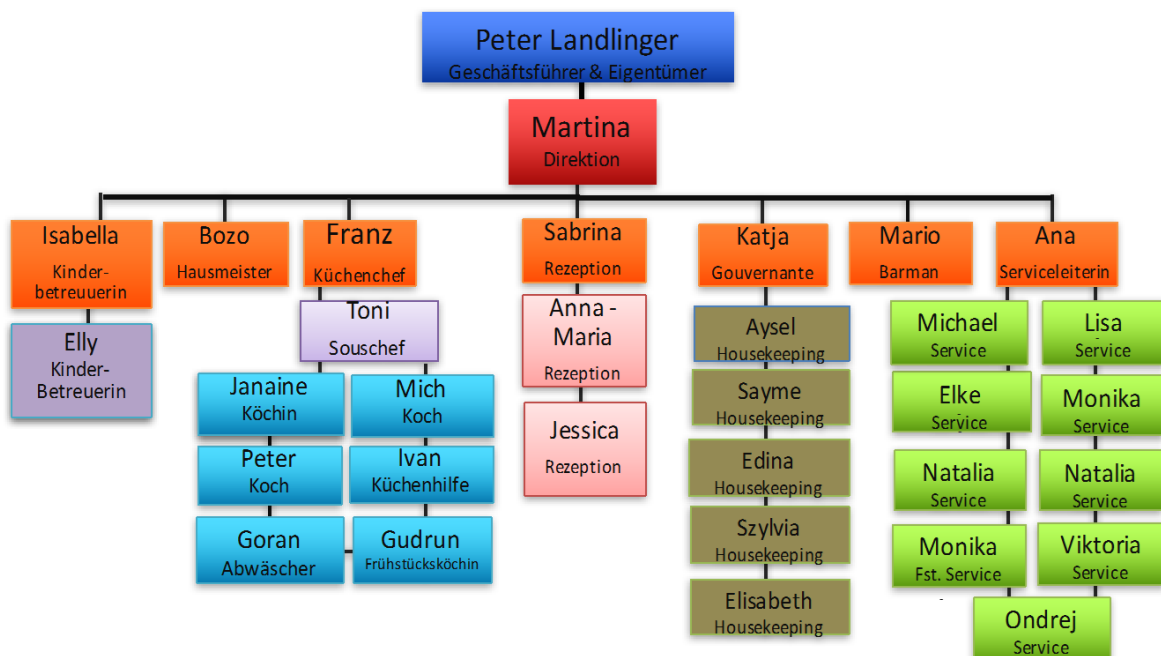 Peter Landlinger
Geschäftsführer & Eigentümer
Martina
Direktion
Isabella
Kinder-
betreuuerin
Bozo
Hausmeister
Franz
Küchenchef
Sabrina
Rezeption
Katja
Gouvernante
Mario
Barman
Ana
Serviceleiterin
Elly
Kinder-
Betreuerin
Toni
Souschef
Janaine
Köchin
Mich
Koch
Peter
Koch
Ivan
Küchenhilfe
Goran
Abwäscher
Gudrun
Frühstücksköchin
Anna -
Maria
Rezeption
Jessica
Rezeption
Aysel
Housekeeping
Sayme
Housekeeping
Edina
Housekeeping
Szylvia
Housekeeping
Elisabeth
Housekeeping
Michael
Service
Lisa
Service
Elke
Service
Monika
Service
Natalia
Service
Natalia
Service
Monika
Fst. Service
Viktoria
Service
Ondrej
Service